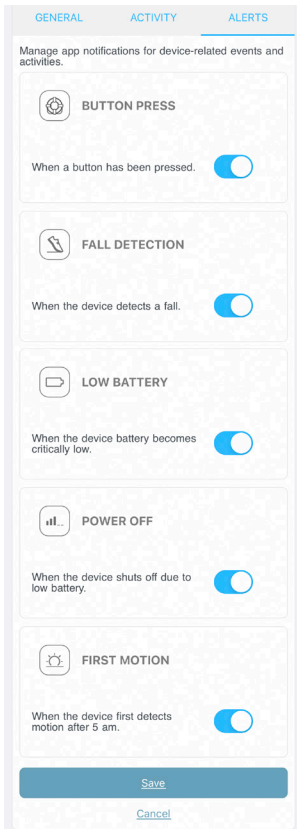 GENERAL ACTIVITY ALERTS
Manage app notifications for device-related events and
activities.
BUTTON PRESS
When a button has been pressed.
FALL DETECTION
When the device detects a fall.
LOW BATTERY
When the device battery becomes
critically low.
POWER OFF
When the device shuts off due to
low battery.
FIRST MOTION
When the device first detects
motion after 5 am.
Save
Cancel